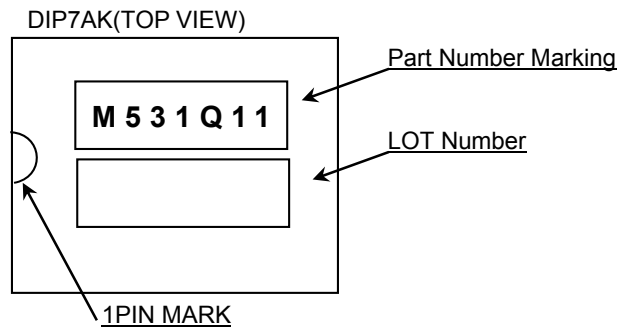 DIP7AK(TOP VIEW)
Part Number Marking
M531Q11
LOT Number
1PIN MARK